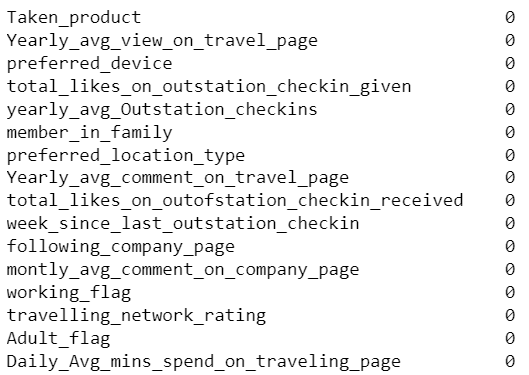 Taken_product 0
Yearly_avg_view_on_travel_page 0
preferred_device 0
total_likes_on_outstation_checkin_given 0
yearly_avg_Outstation_checkins 0
member_in_family 0
preferred_location_type 0
Yearly_avg_comment_on_travel_page 0
total_likes_on_outofstation_checkin_received 0
week_since_last_outstation_checkin 0
following_company_page 0
montly_avg_comment_on_company_page 0
working_flag 0
travelling_network_rating 0
Adult_flag 0
Daily_Avg_mins_spend_on_traveling_page 0